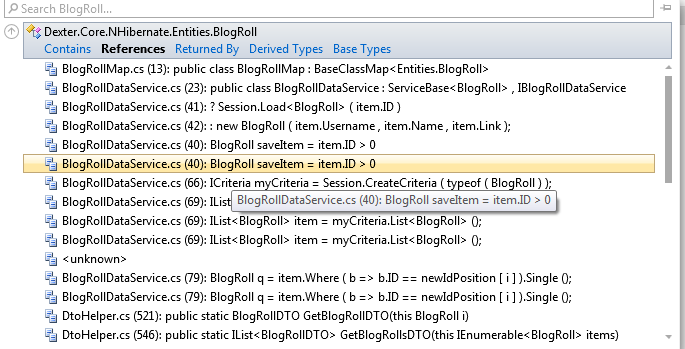 Search BlogRoll...
Dexter.Core.NHibernate.Entities.BlogRoll
Contains References Returned By Derived Types Base Types
BlogRollMap.cs (13): public class BlogRollMap : BaseClassMap<Entities.BlogRoll>
BlogRollDataService.cs (23): public class BlogRollDataService : ServiceBase<BlogRoll> , IBlogRollDataService
BlogRollDataService.cs (41): ? Session.Load<BlogRoll> ( item.ID )
BlogRollDataService.cs (42): : new BlogRoll ( item.Username , item.Name , item.Link );
BlogRollDataService.cs (40): BlogRoll saveItem = item.ID > 0
BlogRollDataService.cs (40): BlogRoll saveItem = item.ID > 0
BlogRollDataService.cs (66): ICriteria myCriteria = Session.CreateCriteria ( typeof ( BlogRoll ) );
BlogRollDataService.cs (40): BlogRoll saveItem = item.ID > 0
BlogRollDataService.cs (69): IList
BlogRollDataService.cs (69): IList<BlogRoll> item = myCriteria.List<BlogRoll> ();
BlogRollDataService.cs (69): IList<BlogRoll> item = myCriteria.List<BlogRoll> ();
<unknown>
BlogRollDataService.cs (79): BlogRoll q = item.Where ( b => b.ID == newIdPosition [ i ] ).Single ();
BlogRollDataService.cs (79): BlogRoll q = item.Where ( b => b.ID == newIdPosition [ i ] ).Single ();
DtoHelper.cs (521): public static BlogRollDTO GetBlogRollDTO(this BlogRoll i)
DtoHelper.cs (546): public static IList<BlogRollDTO> GetBlogRollsDTO(this IEnumerable<BlogRoll> items)